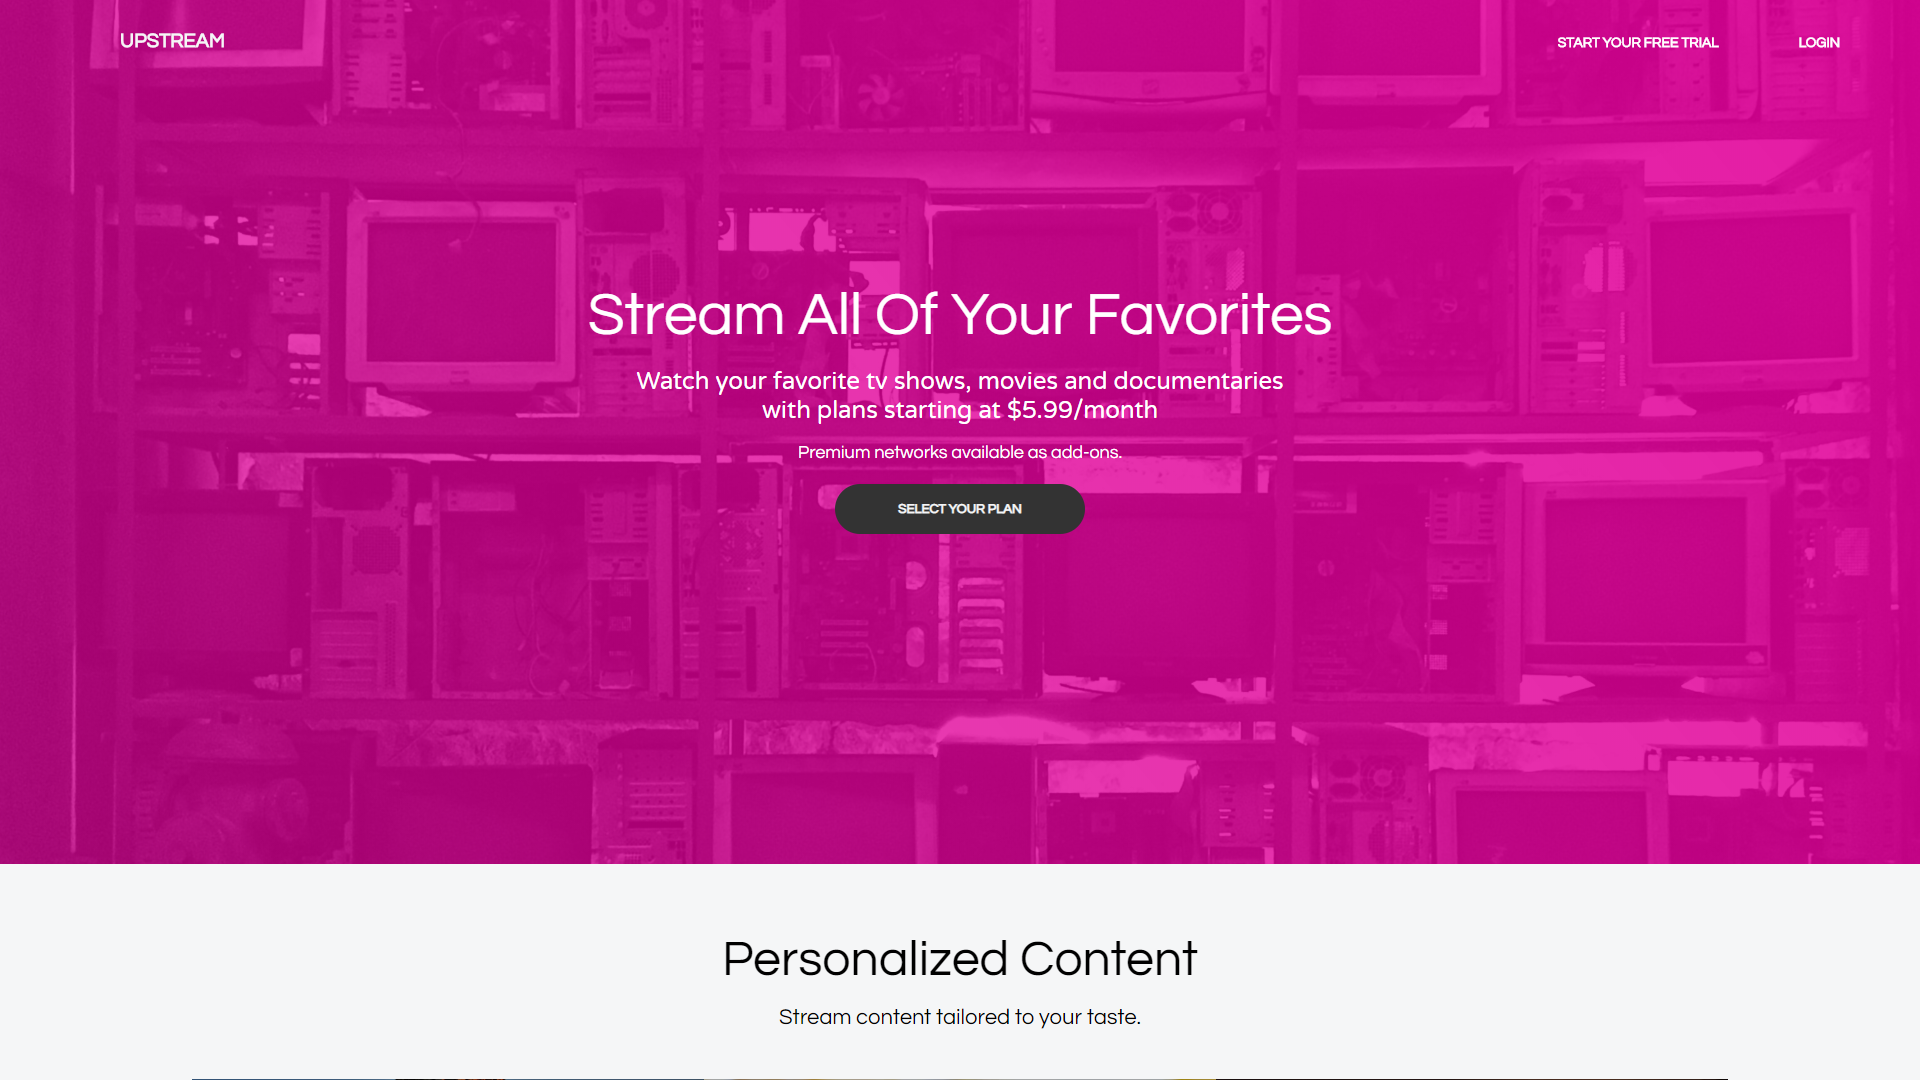 UPSTREAM
START YOUR FREE TRIAL
LOGIN
Stream All Of Your Favorites
Watch your favorite tv shows, movies and documentaries
with plans starting at $5.99/month
Premium networks available as add-ons.
SELECT YOUR PLAN
Personalized Content
Stream content tailored to your taste.